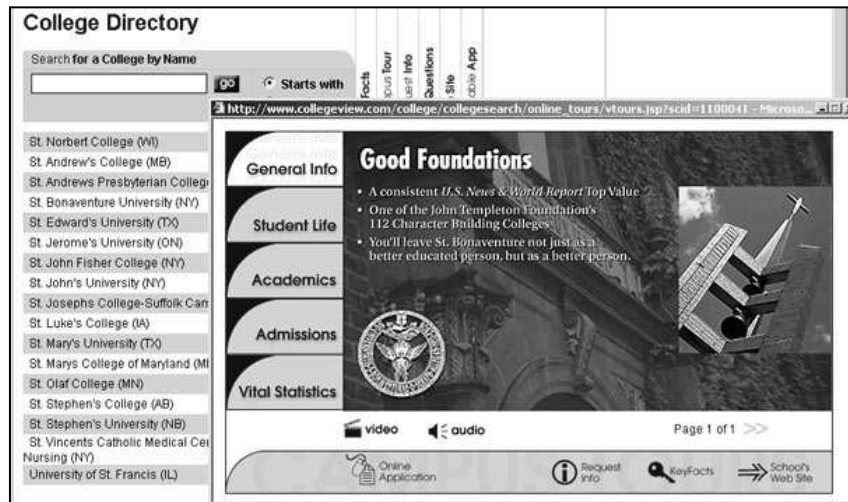 College Directory
Search for a College by Name
go
Starts with
Facts
pus Tour
uest Info
Questions
Site
able App
St. Norbert College (WI)
St. Andrew's College (MB)
St. Andrews Presbyterian College
St. Bonaventure University (NY)
St. Edward's University (TX)
St. Jerome's University (ON)
St. John Fisher College (NY)
St. John's University (NY)
St. Josephs College-Suffolk Cam
St. Luke's College (IA)
St. Mary's University (TX)
St. Marys College of Maryland (M
St. Olaf College (MN)
St. Stephen's College (AB)
St. Stephen's University (NB)
St. Vincents Catholic Medical Cen
Nursing (NY)
University of St. Francis (IL)
http://www.collegeview.com/college/collegesearch/online_tours/vtours.jsp?scid=1100041 - Microso...
General Info
Student Life
Academics
Admissions
Vital Statistics
Good Foundations
• A consistent U.S. News & World Report Top Value
• One of the John Templeton Foundation's
112 Character Building Colleges
• You'll leave St. Bonaventure not just as a
better educated person, but as a better person.
video
audio
Page 1 of 1 >>
Online
Application
Request
Info
KeyFacts
School's
Web Site